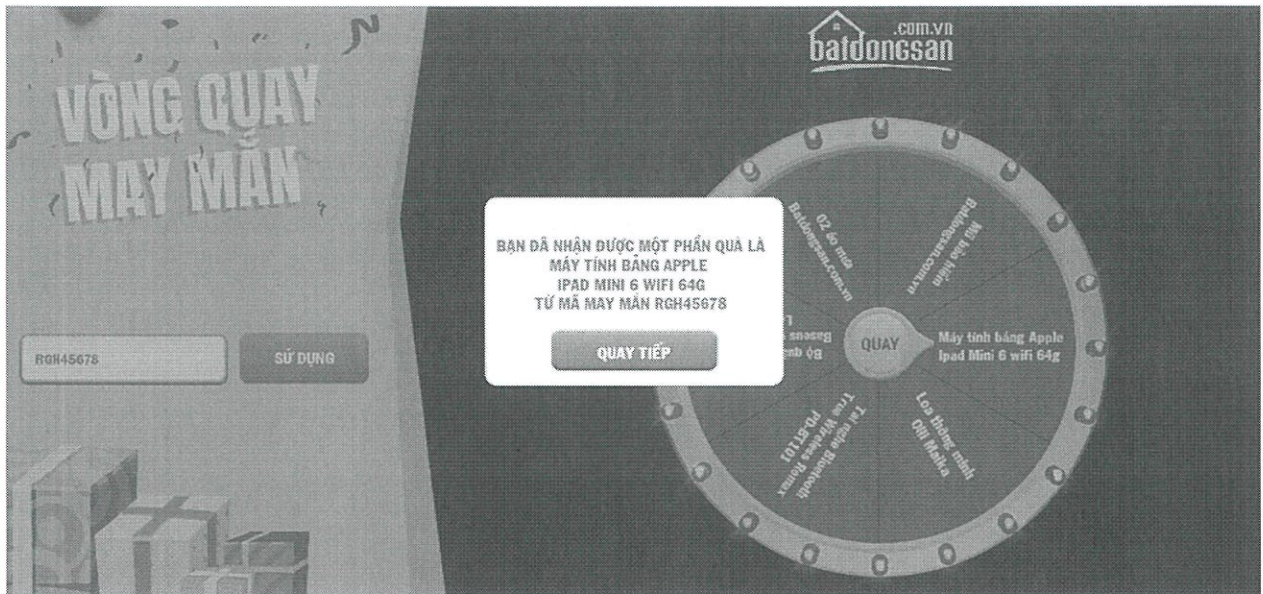 VÒNG QUAY
MAY MẮN
RGH45678
SỬ DỤNG
.com.vn
batdongsan
BẠN ĐÃ NHẬN ĐƯỢC MỘT PHẦN QUÀ LÀ
MÁY TÍNH BẢNG APPLE
IPAD MINI 6 WIFI 64G
TỪ MÃ MAY MẮN RGH45678
QUAY TIẾP
02 áo mưa
Batdongsan.com.vn
Mũ bảo hiểm
Batdongsan.com.vn
Máy tính bảng Apple
Ipad Mini 6 wifi 64g
Loa thông minh
Olli Maika
Tai nghe Bluetooth
True Wireless Remax
PD-BT101
Bộ
Baseus
QUAY